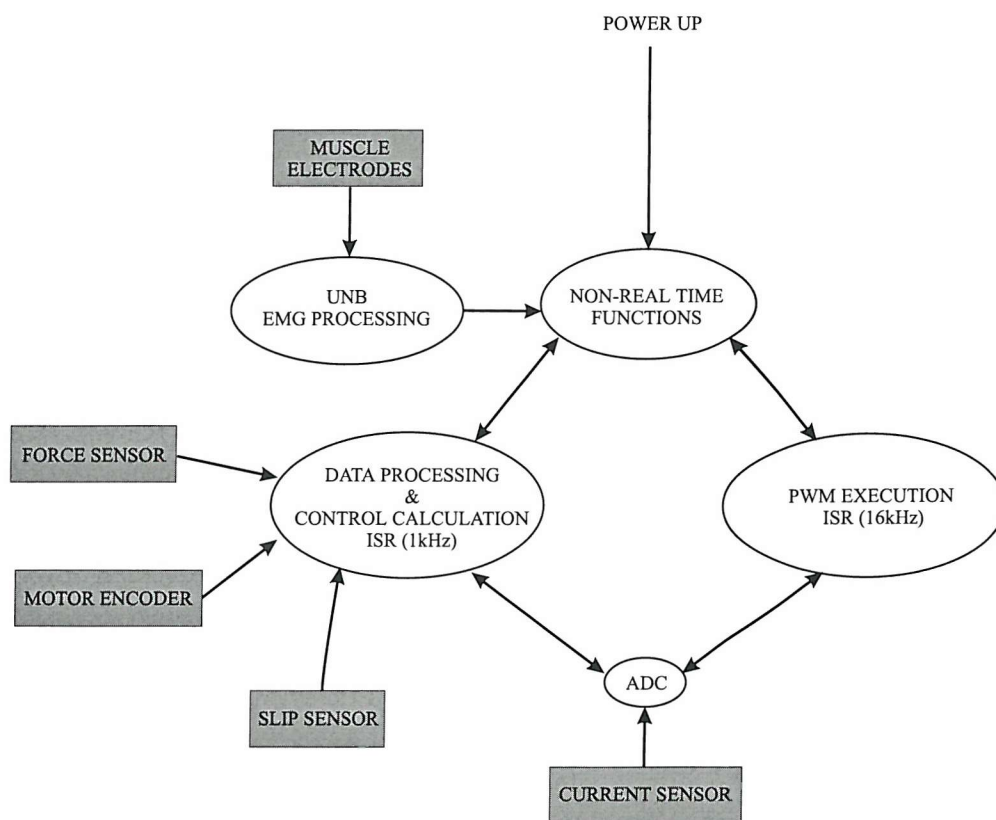 POWER UP
MUSCLE
ELECTRODES
UNB
EMG PROCESSING
NON-REAL TIME
FUNCTIONS
FORCE SENSOR
DATA PROCESSING
&
CONTROL CALCULATION
ISR (1kHz)
PWM EXECUTION
ISR (16kHz)
MOTOR ENCODER
SLIP SENSOR
ADC
CURRENT SENSOR